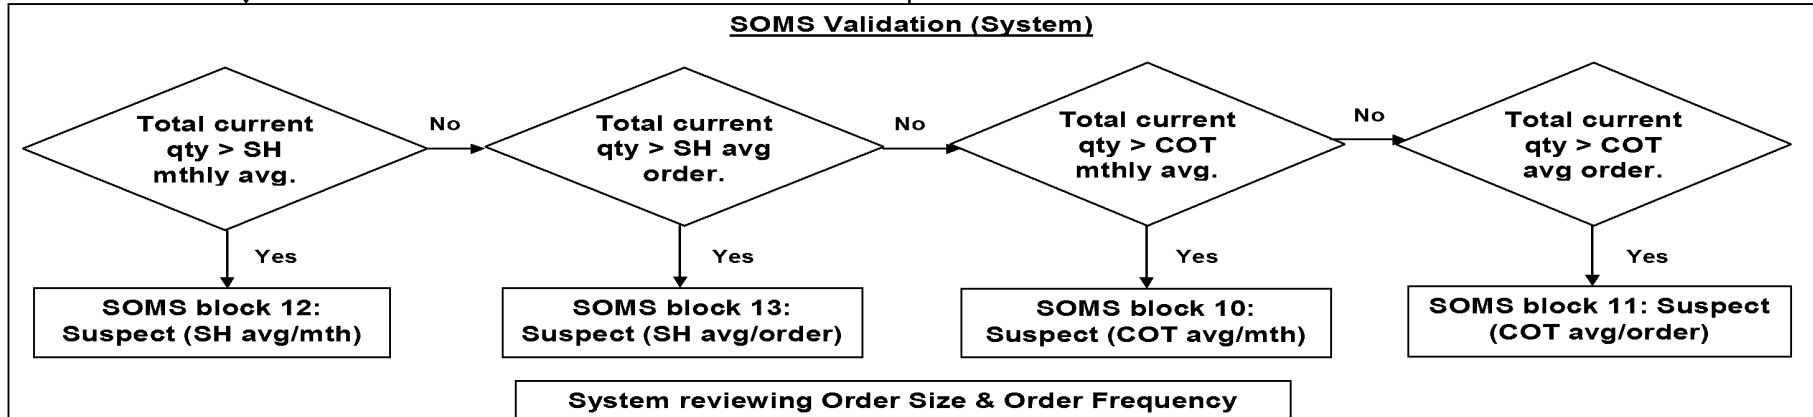 SOMS Validation (System)
Total current
qty > SH
mthly avg.
No
Total current
qty > SH avg
order.
No
Total current
qty > COT
mthly avg.
No
Total current
qty > COT
avg order.
Yes
Yes
Yes
Yes
SOMS block 12:
Suspect (SH avg/mth)
SOMS block 13:
Suspect (SH avg/order)
SOMS block 10:
Suspect (COT avg/mth)
SOMS block 11: Suspect
(COT avg/order)
System reviewing Order Size & Order Frequency